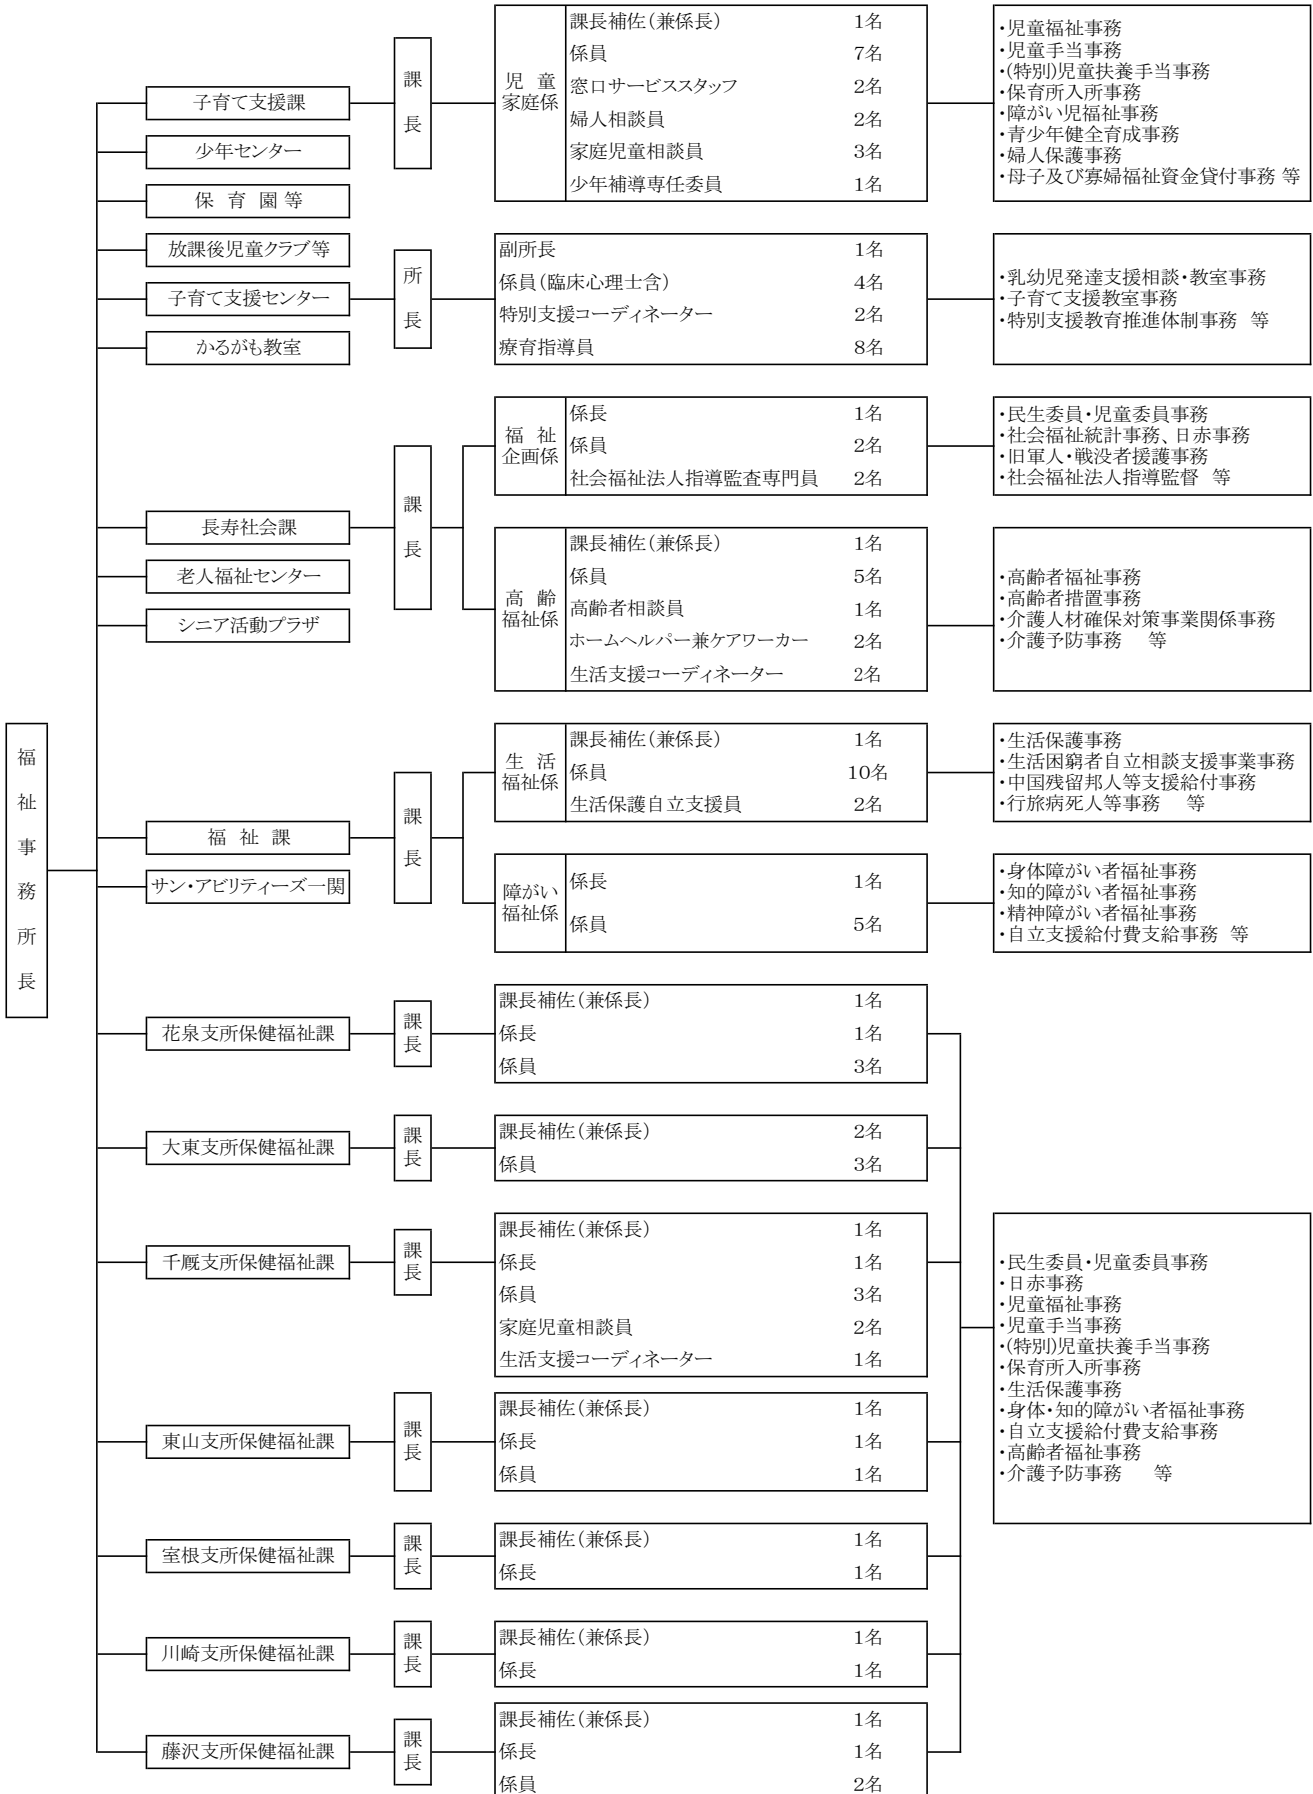 福祉事務所長
子育て支援課
少年センター
保 育 園 等
放課後児童クラブ等
子育て支援センター
かるがも教室
課長
児 童
家庭係
課長補佐（兼係長） 1名
係員 7名
窓口サービススタッフ 2名
婦人相談員 2名
家庭児童相談員 3名
少年補導専任委員 1名
・児童福祉事務
・児童手当事務
・(特別)児童扶養手当事務
・保育所入所事務
・障がい児福祉事務
・青少年健全育成事務
・婦人保護事務
・母子及び寡婦福祉資金貸付事務 等
所長
副所長 1名
係員（臨床心理士含） 4名
特別支援コーディネーター 2名
療育指導員 8名
・乳幼児発達支援相談・教室事務
・子育て支援教室事務
・特別支援教育推進体制事務 等
長寿社会課
老人福祉センター
シニア活動プラザ
課長
福 祉
企画係
係長 1名
係員 2名
社会福祉法人指導監査専門員 2名
・民生委員・児童委員事務
・社会福祉統計事務、日赤事務
・旧軍人・戦没者援護事務
・社会福祉法人指導監督 等
高 齢
福祉係
課長補佐（兼係長） 1名
係員 5名
高齢者相談員 1名
ホームヘルパー兼ケアワーカー 2名
生活支援コーディネーター 2名
・高齢者福祉事務
・高齢者措置事務
・介護人材確保対策事業関係事務
・介護予防事務 等
福 祉 課
サン・アビリティーズ一関
課長
生 活
福祉係
課長補佐（兼係長） 1名
係員 10名
生活保護自立支援員 2名
・生活保護事務
・生活困窮者自立相談支援事業事務
・中国残留邦人等支援給付事務
・行旅病死人等事務 等
障がい
福祉係
係長 1名
係員 5名
・身体障がい者福祉事務
・知的障がい者福祉事務
・精神障がい者福祉事務
・自立支援給付費支給事務 等
花泉支所保健福祉課
課長
課長補佐（兼係長） 1名
係長 1名
係員 3名
大東支所保健福祉課
課長
課長補佐（兼係長） 2名
係員 3名
千厩支所保健福祉課
課長
課長補佐（兼係長） 1名
係長 1名
係員 3名
家庭児童相談員 2名
生活支援コーディネーター 1名
東山支所保健福祉課
課長
課長補佐（兼係長） 1名
係長 1名
係員 1名
室根支所保健福祉課
課長
課長補佐（兼係長） 1名
係長 1名
川崎支所保健福祉課
課長
課長補佐（兼係長） 1名
係長 1名
藤沢支所保健福祉課
課長
課長補佐（兼係長） 1名
係長 1名
係員 2名
・民生委員・児童委員事務
・日赤事務
・児童福祉事務
・児童手当事務
・(特別)児童扶養手当事務
・保育所入所事務
・生活保護事務
・身体・知的障がい者福祉事務
・自立支援給付費支給事務
・高齢者福祉事務
・介護予防事務 等